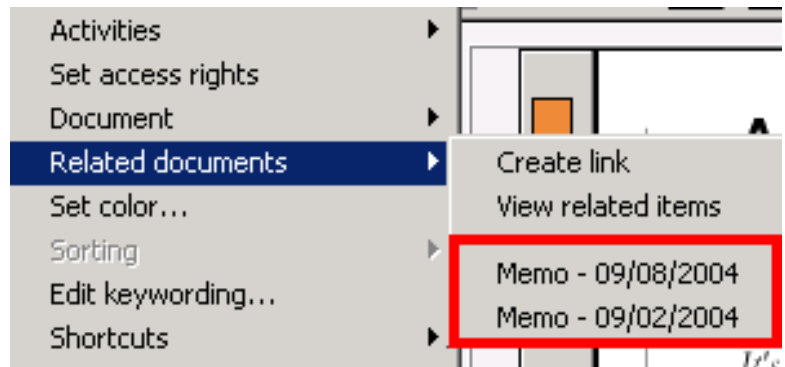 Activities
Set access rights
Document
Related documents
Set color...
Sorting
Edit keywording...
Shortcuts
Create link
View related items
Memo - 09/08/2004
Memo - 09/02/2004
It's